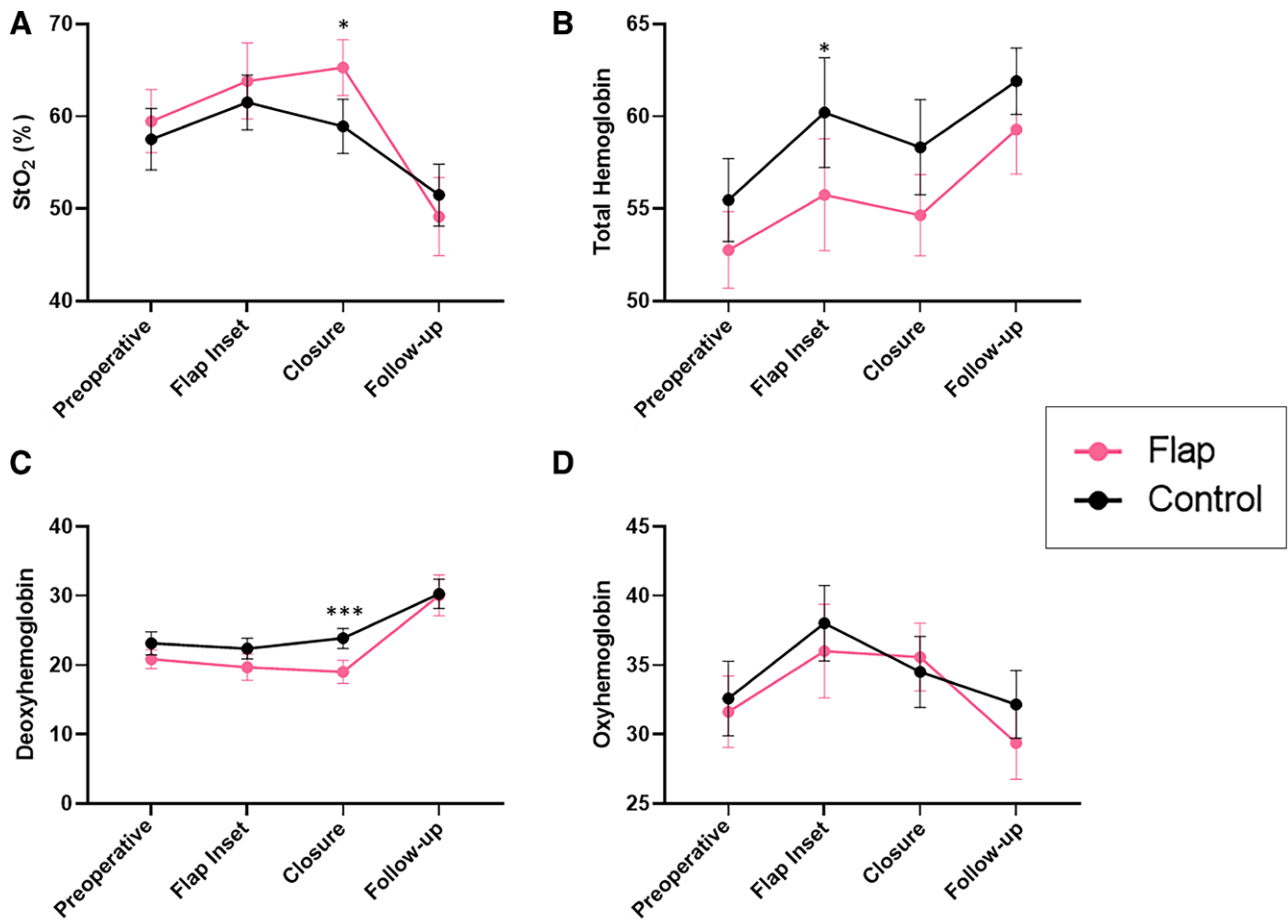 A
StO₂ (%)
70
60
50
40
*
Preoperative
Flap Inset
Closure
Follow-up
B
Total Hemoglobin
65
60
55
50
*
Preoperative
Flap Inset
Closure
Follow-up
C
Deoxyhemoglobin
40
30
20
10
0
***
Preoperative
Flap Inset
Closure
Follow-up
D
Oxyhemoglobin
45
40
35
30
25
Preoperative
Flap Inset
Closure
Follow-up
Flap
Control